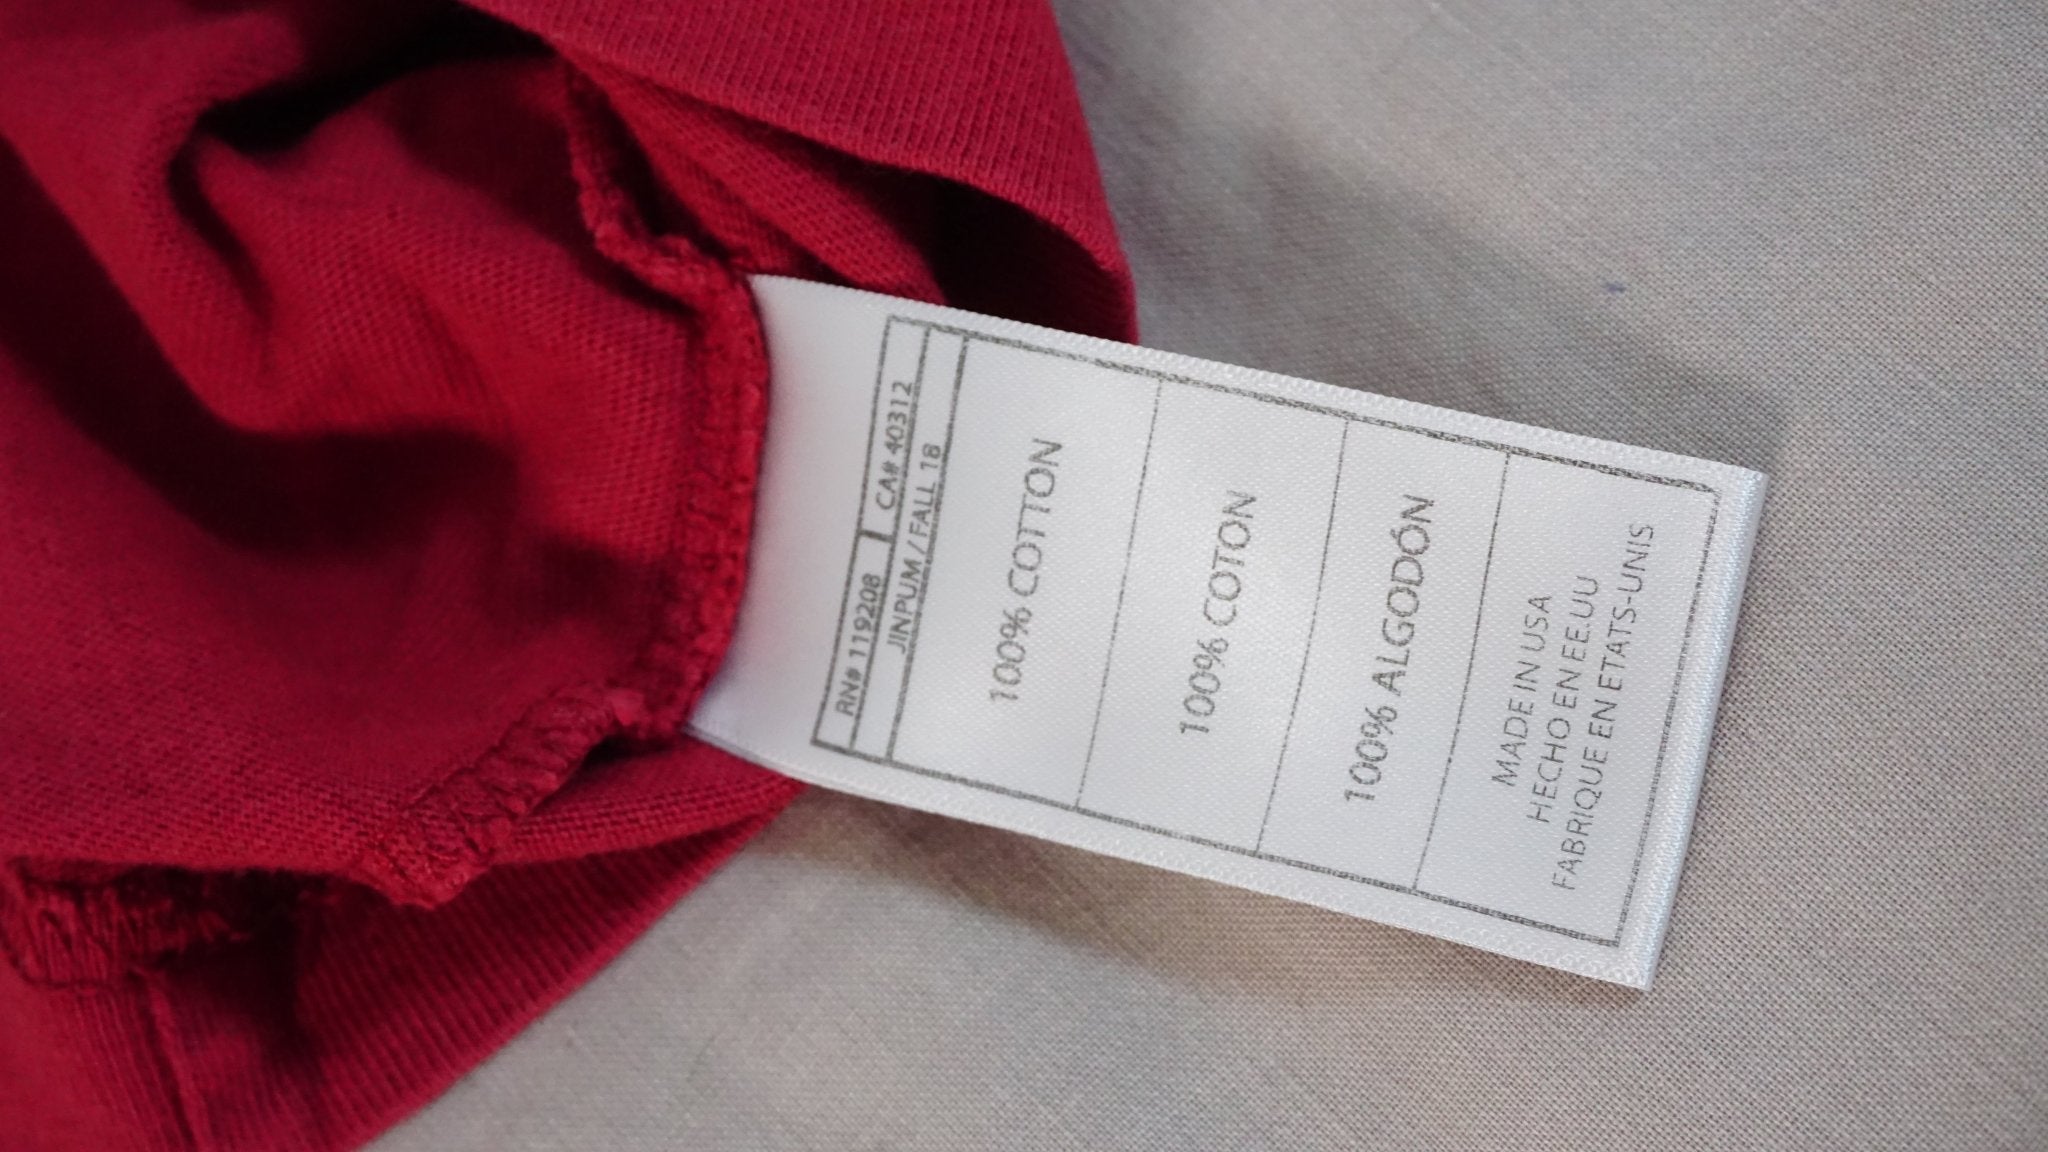 RN# 119208 CA# 40312
JINPUM / FALL 18
100% COTTON
100% COTON
100% ALGODÓN
MADE IN USA
HECHO EN EE.UU
FABRIQUE EN ETATS-UNIS